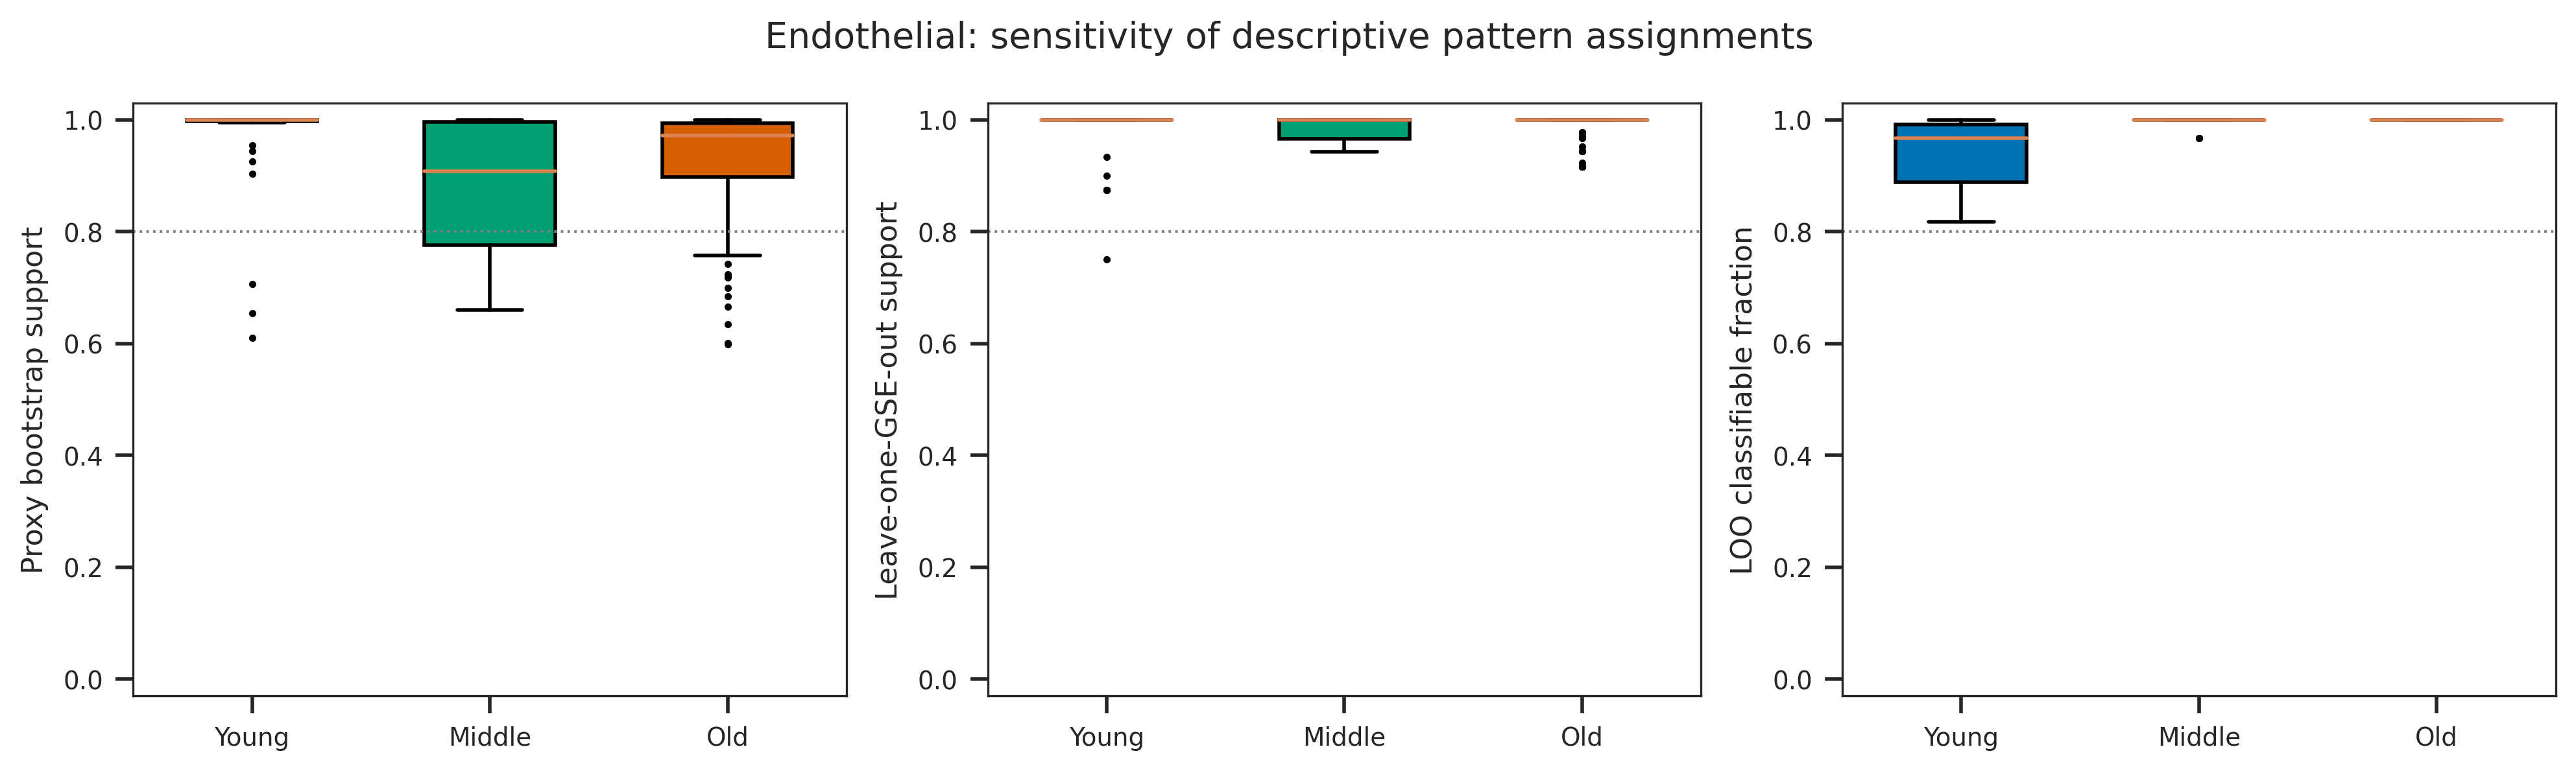 Endothelial: sensitivity of descriptive pattern assignments
Proxy bootstrap support
1.0
0.8
0.6
0.4
0.2
0.0
Young Middle Old
Leave-one-GSE-out support
1.0
0.8
0.6
0.4
0.2
0.0
Young Middle Old
LOO classifiable fraction
1.0
0.8
0.6
0.4
0.2
0.0
Young Middle Old